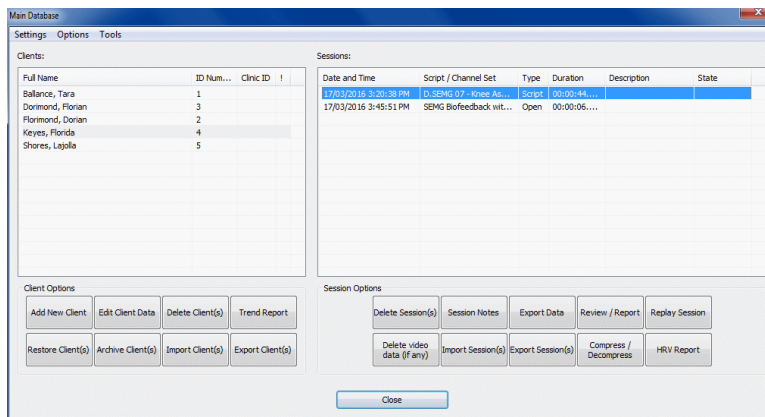 Main Database
Settings Options Tools
Clients: Sessions:
Full Name ID Num... Clinic ID ! Date and Time Script / Channel Set Type Duration Description State
Ballance, Tara 1 17/03/2016 3:20:38 PM D.SEMG 07 - Knee As... Script 00:00:44....
Dorimond, Florian 3 17/03/2016 3:45:51 PM SEMG Biofeedback wit... Open 00:00:06....
Florimond, Dorian 2
Keyes, Florida 4
Shores, Lajolla 5
Client Options Session Options
Add New Client Edit Client Data Delete Client(s) Trend Report Delete Session(s) Session Notes Export Data Review / Report Replay Session
Restore Client(s) Archive Client(s) Import Client(s) Export Client(s) Delete video data (if any) Import Session(s) Export Session(s) Compress / Decompress HRV Report
Close